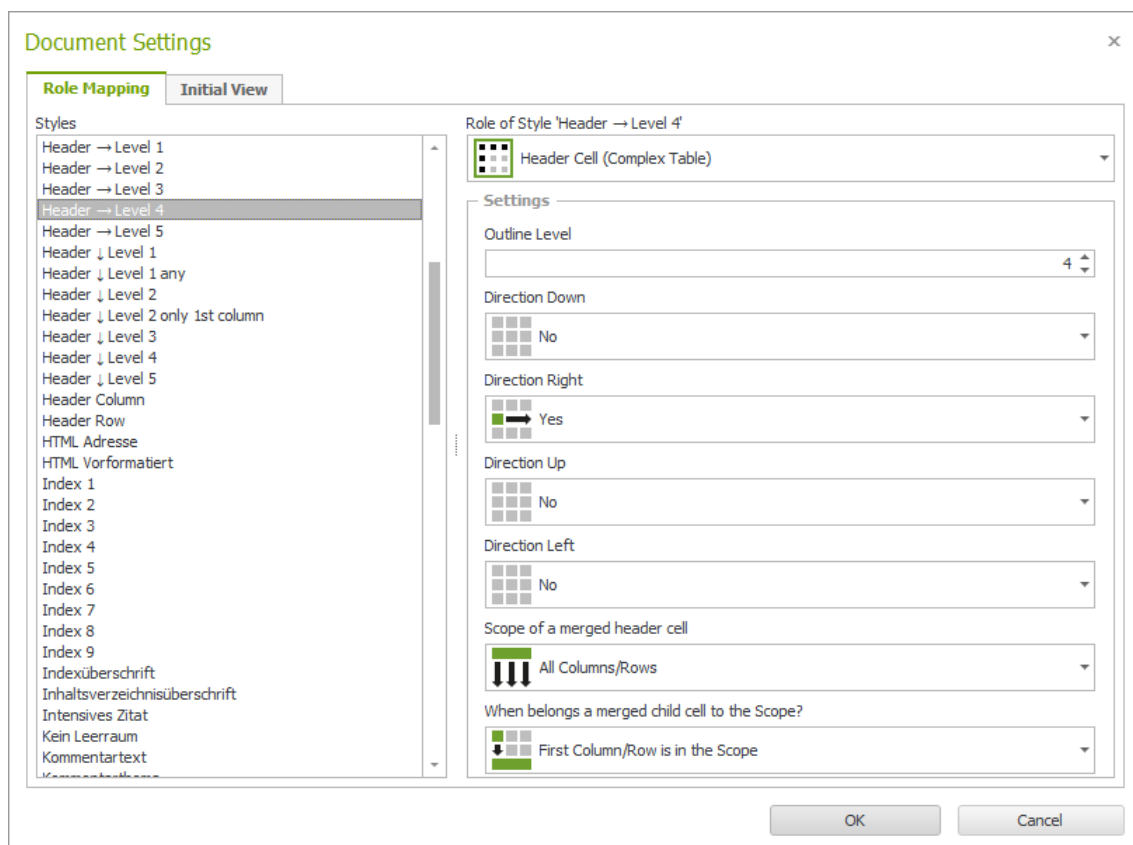 Document Settings
Role Mapping
Initial View
Styles
Header → Level 1
Header → Level 2
Header → Level 3
Header → Level 4
Header → Level 5
Header ↓ Level 1
Header ↓ Level 1 any
Header ↓ Level 2
Header ↓ Level 2 only 1st column
Header ↓ Level 3
Header ↓ Level 4
Header ↓ Level 5
Header Column
Header Row
HTML Adresse
HTML Vorformatiert
Index 1
Index 2
Index 3
Index 4
Index 5
Index 6
Index 7
Index 8
Index 9
Indexüberschrift
Inhaltsverzeichnisüberschrift
Intensives Zitat
Kein Leerraum
Kommentartext
Role of Style 'Header → Level 4'
Header Cell (Complex Table)
Settings
Outline Level
4
Direction Down
No
Direction Right
Yes
Direction Up
No
Direction Left
No
Scope of a merged header cell
All Columns/Rows
When belongs a merged child cell to the Scope?
First Column/Row is in the Scope
OK
Cancel